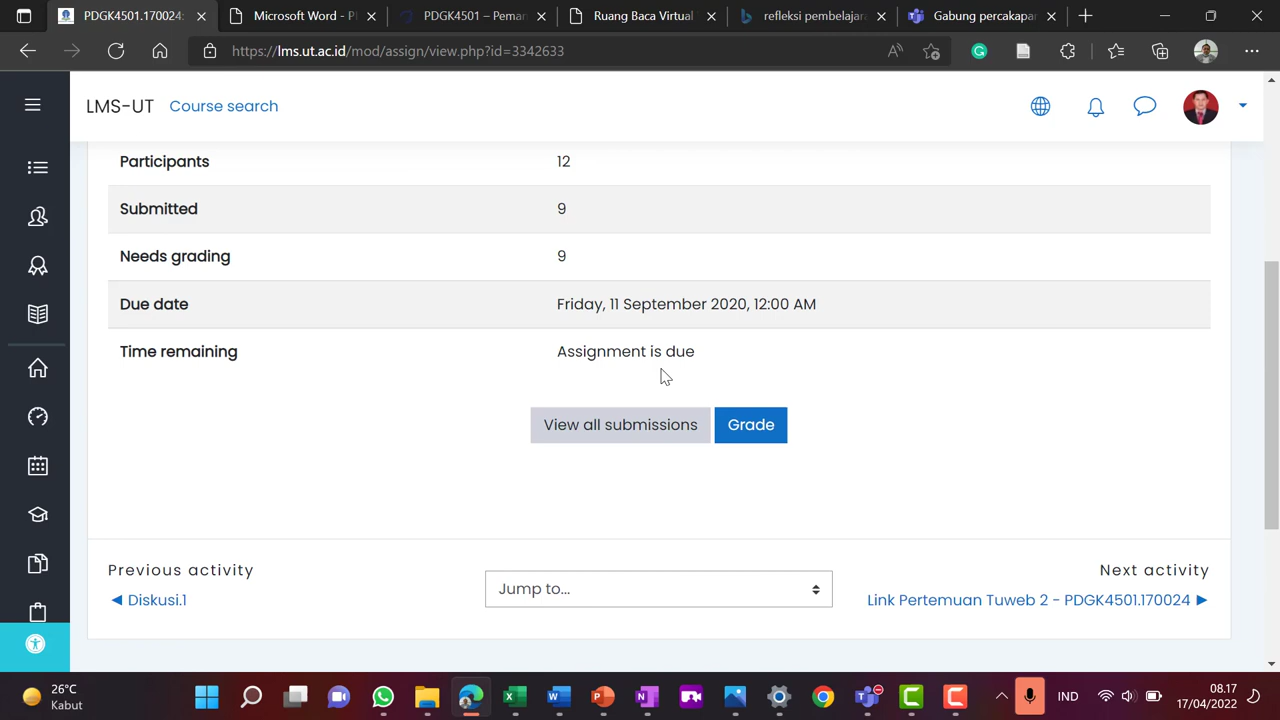 PDGK4501.170024:
Microsoft Word - P
PDGK4501 – Peman
Ruang Baca Virtual
refleksi pembelajara
Gabung percakapan
https://lms.ut.ac.id/mod/assign/view.php?id=3342633
LMS-UT Course search
Participants 12
Submitted 9
Needs grading 9
Due date Friday, 11 September 2020, 12:00 AM
Time remaining Assignment is due
View all submissions Grade
Previous activity
Next activity
◀ Diskusi.1
Jump to...
Link Pertemuan Tuweb 2 - PDGK4501.170024 ▶
26°C
Kabut
IND
08.17
17/04/2022